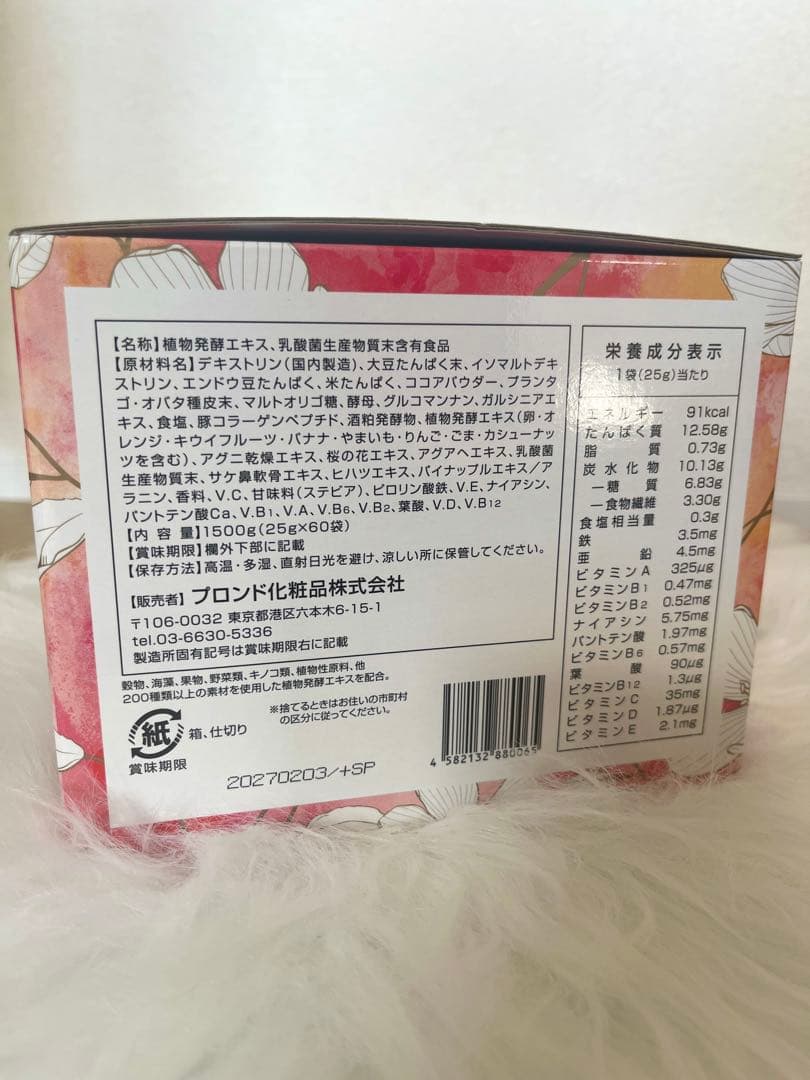 【名称】植物発酵エキス、乳酸菌生産物質末含有食品
【原材料名】デキストリン(国内製造)、大豆たんぱく末、イソマルトデキ
ストリン、エンドウ豆たんぱく、米たんぱく、ココアパウダー、プランタ
ゴ・オバタ種皮末、マルトオリゴ糖、酵母、グルコマンナン、ガルシニアエ
キス、食塩、豚コラーゲンペプチド、酒粕発酵物、植物発酵エキス(卵・オ
レンジ・キウイフルーツ・バナナ・やまいも・りんご・ごま・カシューナッ
ツを含む)、アグニ乾燥エキス、桜の花エキス、アグアヘエキス、乳酸菌
生産物質末、サケ鼻軟骨エキス、ヒハツエキス、パイナップルエキス/ア
ラニン、香料、V.C、甘味料(ステビア)、ピロリン酸鉄、V.E、ナイアシン、
パントテン酸Ca、V.B1、V.A、V.B6、V.B2、葉酸、V.D、V.B12
【内容量】1500g(25g×60袋)
【賞味期限】欄外下部に記載
【保存方法】高温・多湿、直射日光を避け、涼しい所に保管してください。
【販売者】プロンド化粧品株式会社
〒106-0032 東京都港区六本木6-15-1
tel.03-6630-5336
製造所固有記号は賞味期限右に記載
穀物、海藻、果物、野菜類、キノコ類、植物性原料、他
200種類以上の素材を使用した植物発酵エキスを配合。
紙
箱、仕切り
※捨てるときはお住いの市町村
の区分に従ってください。
賞味期限
20270203/+SP
4 582132 880065
栄養成分表示
1袋(25g)当たり
エネルギー 91kcal
たんぱく質 12.58g
脂質 0.73g
炭水化物 10.13g
―糖質 6.83g
―食物繊維 3.30g
食塩相当量 0.3g
鉄 3.5mg
亜鉛 4.5mg
ビタミンA 325μg
ビタミンB1 0.47mg
ビタミンB2 0.52mg
ナイアシン 5.75mg
パントテン酸 1.97mg
ビタミンB6 0.57mg
葉酸 90μg
ビタミンB12 1.3μg
ビタミンC 35mg
ビタミンD 1.87μg
ビタミンE 2.1mg